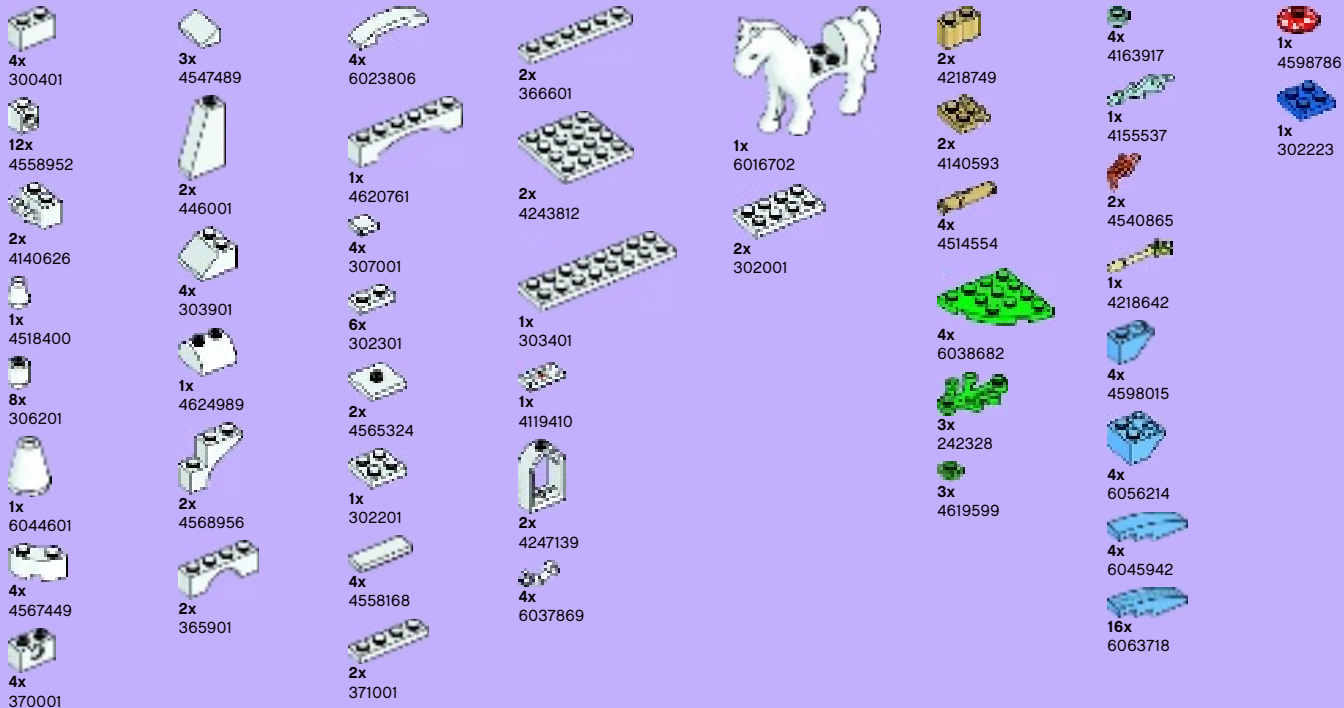 4x
300401
12x
4558952
2x
4140626
1x
4518400
8x
306201
1x
6044601
4x
4567449
4x
370001
3x
4547489
2x
446001
4x
303901
1x
4624989
2x
4568956
2x
365901
4x
6023806
1x
4620761
4x
307001
6x
302301
2x
4565324
1x
302201
4x
4558168
2x
371001
2x
366601
2x
4243812
1x
303401
1x
4119410
2x
4247139
4x
6037869
1x
6016702
2x
302001
2x
4218749
2x
4140593
4x
4514554
4x
6038682
3x
242328
3x
4619599
4x
4163917
1x
4155537
2x
4540865
1x
4218642
4x
4598015
4x
6056214
4x
6045942
16x
6063718
1x
4598786
1x
302223